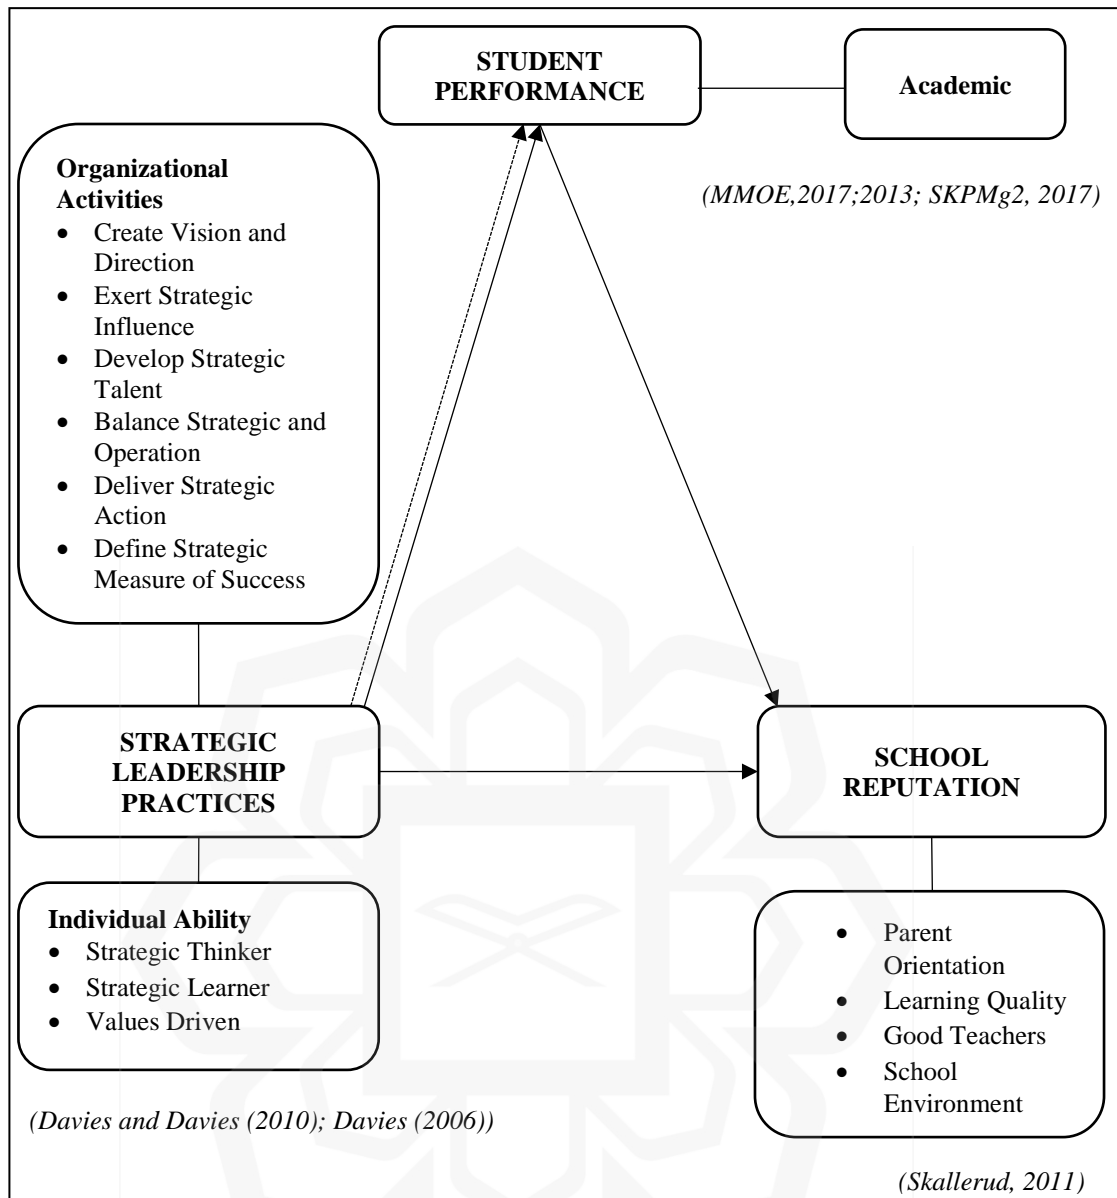 STUDENT
PERFORMANCE
Academic
(MMOE,2017;2013; SKPMg2, 2017)
Organizational
Activities
• Create Vision and
Direction
• Exert Strategic
Influence
• Develop Strategic
Talent
• Balance Strategic and
Operation
• Deliver Strategic
Action
• Define Strategic
Measure of Success
STRATEGIC
LEADERSHIP
PRACTICES
SCHOOL
REPUTATION
Individual Ability
• Strategic Thinker
• Strategic Learner
• Values Driven
(Davies and Davies (2010); Davies (2006))
• Parent
Orientation
• Learning Quality
• Good Teachers
• School
Environment
(Skallerud, 2011)